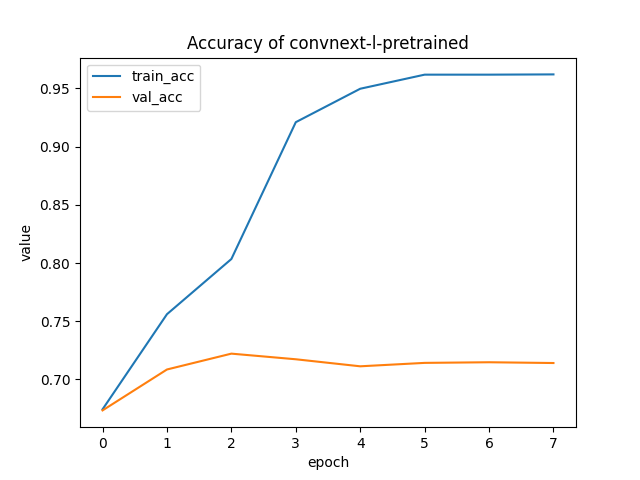 Accuracy of convnext-l-pretrained
train_acc
val_acc
value
0.95
0.90
0.85
0.80
0.75
0.70
0 1 2 3 4 5 6 7
epoch